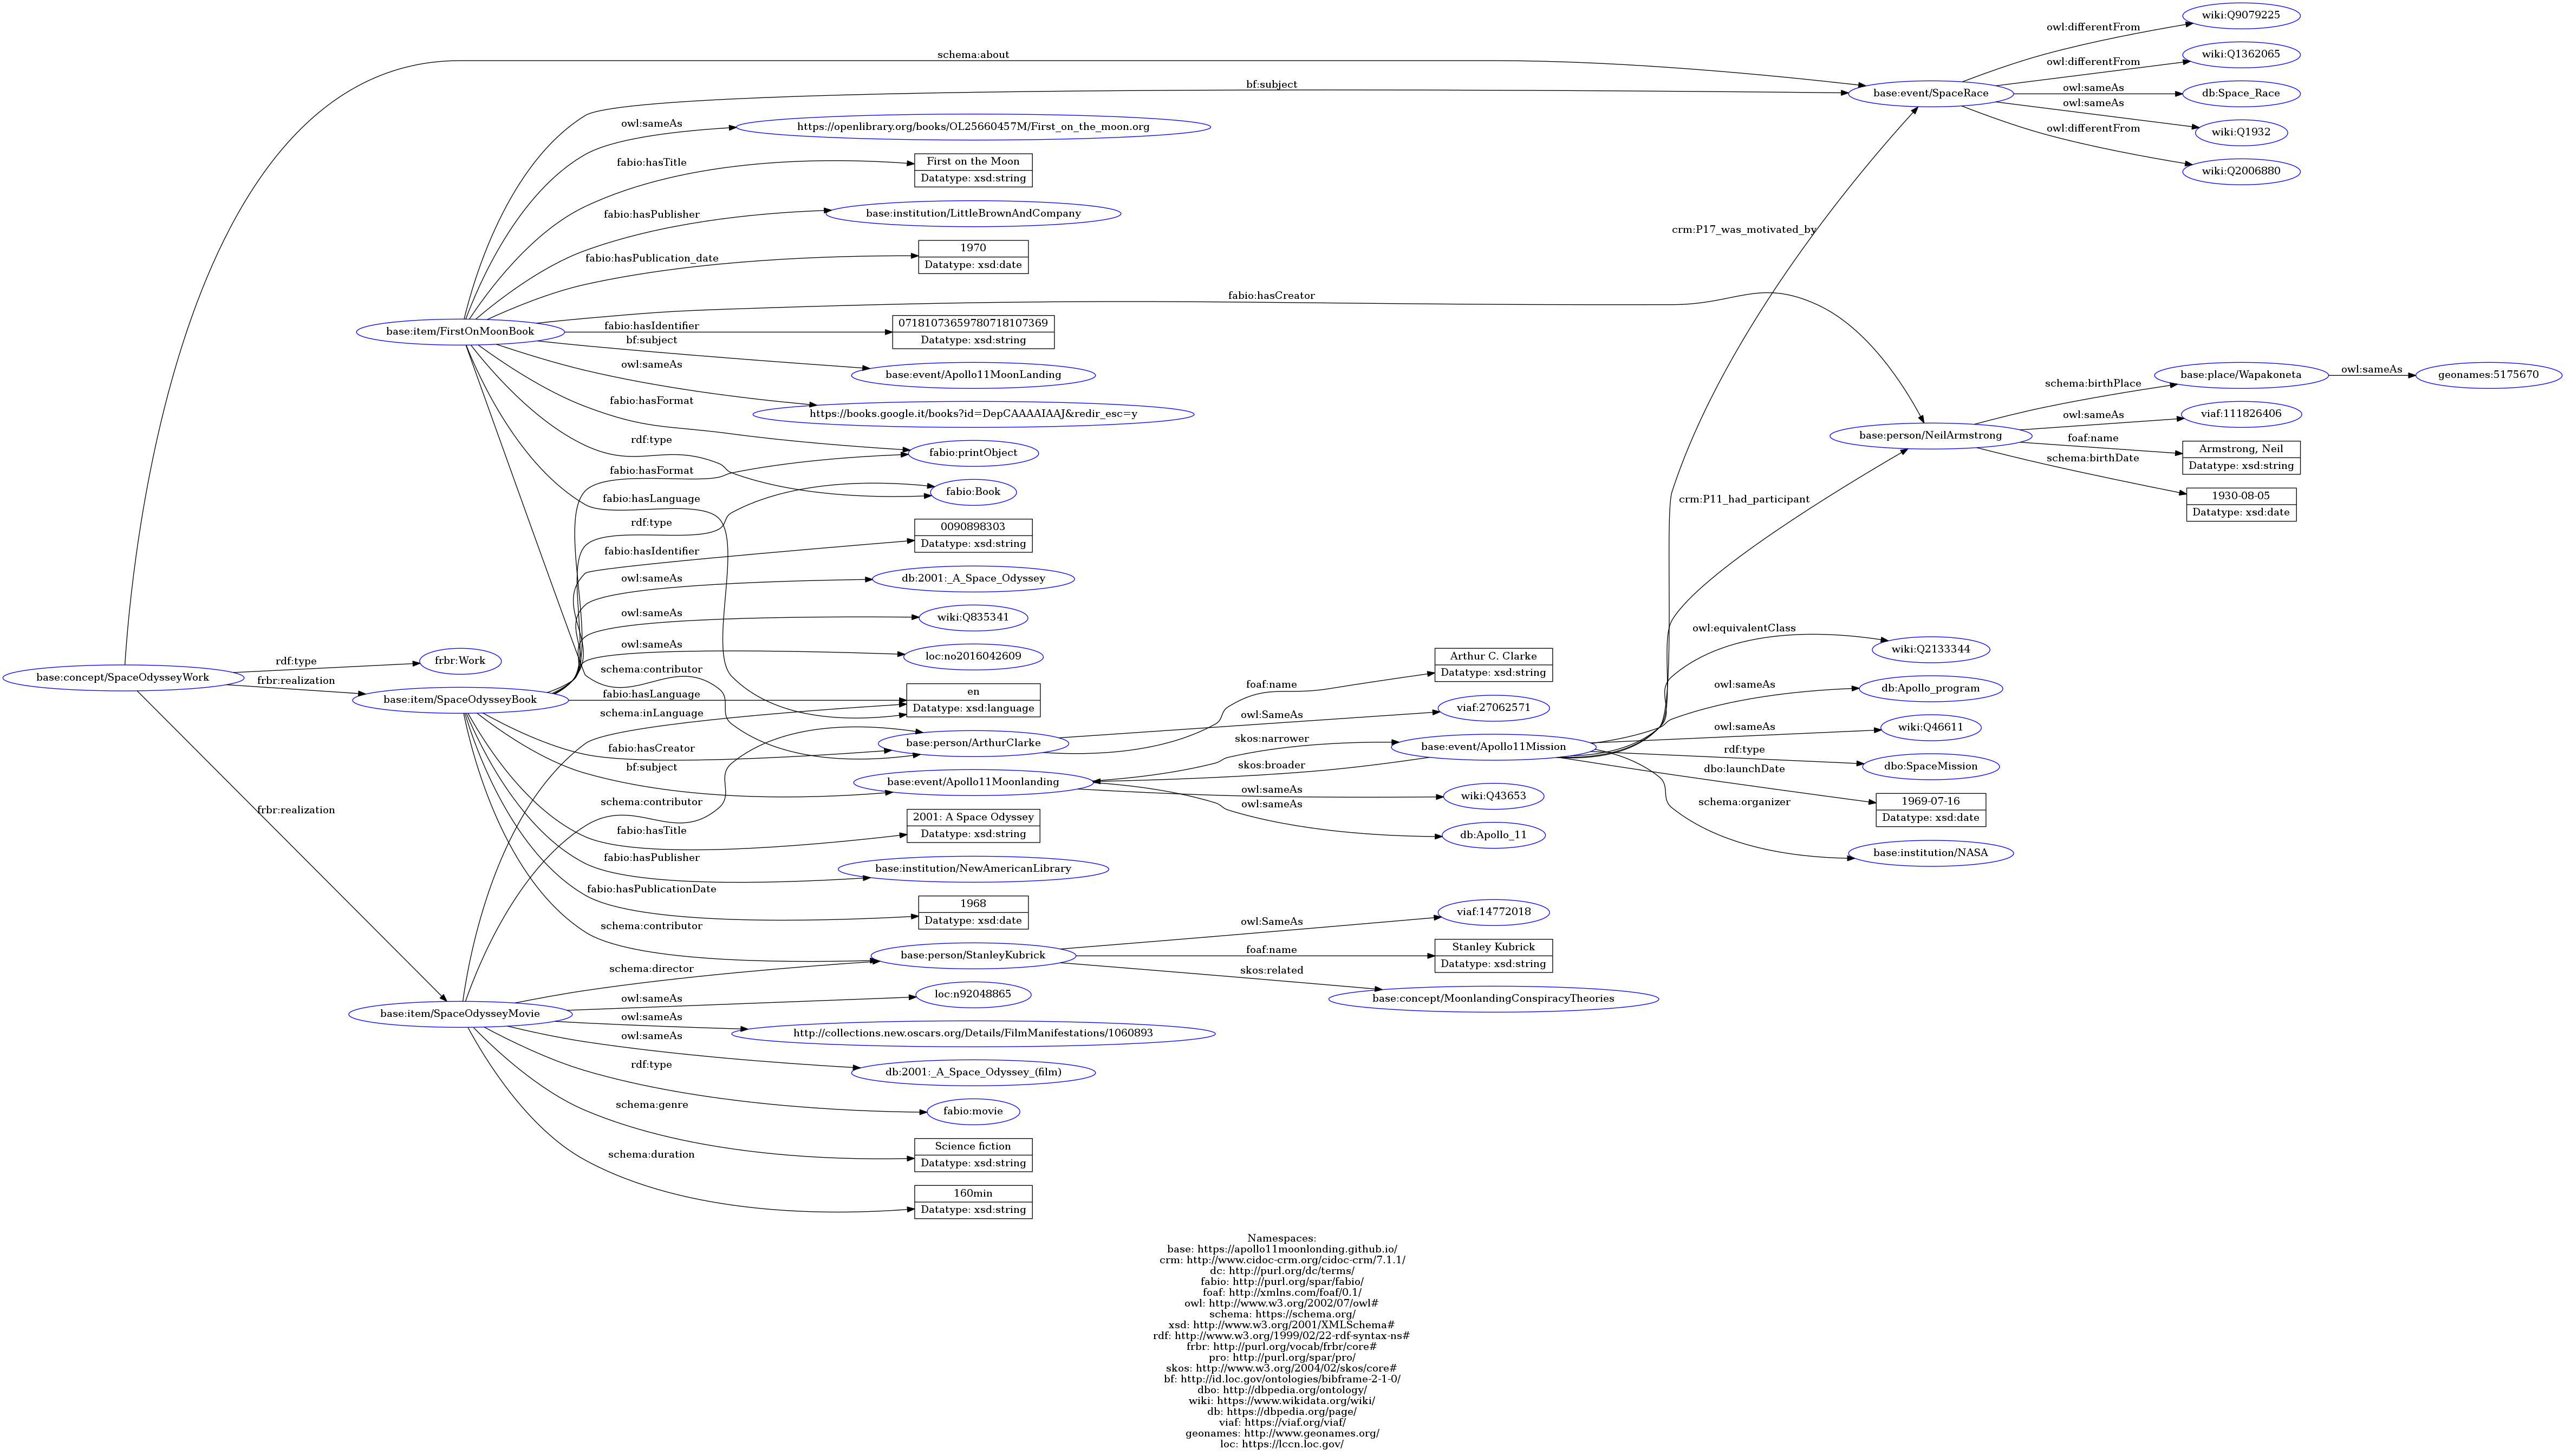 wiki:Q9079225
owl:differentFrom
wiki:Q1362065
schema:about
owl:differentFrom
bf:subject
base:event/SpaceRace
owl:sameAs
db:Space_Race
owl:sameAs
owl:sameAs
https://openlibrary.org/books/OL25660457M/First_on_the_moon.org
owl:differentFrom
wiki:Q1932
fabio:hasTitle
First on the Moon
Datatype: xsd:string
wiki:Q2006880
fabio:hasPublisher
base:institution/LittleBrownAndCompany
crm:P17_was_motivated_by
fabio:hasPublication_date
1970
Datatype: xsd:date
fabio:hasCreator
base:item/FirstOnMoonBook
fabio:hasIdentifier
07181073659780718107369
Datatype: xsd:string
bf:subject
base:event/Apollo11MoonLanding
owl:sameAs
schema:birthPlace
base:place/Wapakoneta
owl:sameAs
geonames:5175670
fabio:hasFormat
https://books.google.it/books?id=DepCAAAAIAAJ&redir_esc=y
owl:sameAs
viaf:111826406
rdf:type
fabio:printObject
base:person/NeilArmstrong
foaf:name
Armstrong, Neil
Datatype: xsd:string
schema:birthDate
fabio:hasFormat
fabio:Book
1930-08-05
Datatype: xsd:date
fabio:hasLanguage
crm:P11_had_participant
rdf:type
0090898303
Datatype: xsd:string
fabio:hasIdentifier
owl:sameAs
db:2001:_A_Space_Odyssey
owl:sameAs
wiki:Q835341
owl:equivalentClass
wiki:Q2133344
owl:sameAs
loc:no2016042609
rdf:type
frbr:Work
schema:contributor
Arthur C. Clarke
Datatype: xsd:string
base:concept/SpaceOdysseyWork
frbr:realization
foaf:name
owl:sameAs
db:Apollo_program
base:item/SpaceOdysseyBook
fabio:hasLanguage
en
Datatype: xsd:language
schema:inLanguage
owl:SameAs
viaf:27062571
owl:sameAs
wiki:Q46611
fabio:hasCreator
base:person/ArthurClarke
skos:narrower
base:event/Apollo11Mission
rdf:type
dbo:SpaceMission
bf:subject
base:event/Apollo11Moonlanding
skos:broader
dbo:launchDate
owl:sameAs
wiki:Q43653
1969-07-16
Datatype: xsd:date
frbr:realization
schema:contributor
owl:sameAs
schema:organizer
fabio:hasTitle
2001: A Space Odyssey
Datatype: xsd:string
db:Apollo_11
base:institution/NASA
fabio:hasPublisher
base:institution/NewAmericanLibrary
fabio:hasPublicationDate
1968
Datatype: xsd:date
schema:contributor
owl:SameAs
viaf:14772018
base:person/StanleyKubrick
foaf:name
Stanley Kubrick
Datatype: xsd:string
schema:director
skos:related
base:concept/MoonlandingConspiracyTheories
owl:sameAs
loc:n92048865
base:item/SpaceOdysseyMovie
owl:sameAs
http://collections.new.oscars.org/Details/FilmManifestations/1060893
owl:sameAs
db:2001:_A_Space_Odyssey_(film)
rdf:type
fabio:movie
schema:genre
Science fiction
Datatype: xsd:string
schema:duration
160min
Datatype: xsd:string
Namespaces:
base: https://apollo11moonlonding.github.io/
crm: http://www.cidoc-crm.org/cidoc-crm/7.1.1/
dc: http://purl.org/dc/terms/
fabio: http://purl.org/spar/fabio/
foaf: http://xmlns.com/foaf/0.1/
owl: http://www.w3.org/2002/07/owl#
schema: https://schema.org/
xsd: http://www.w3.org/2001/XMLSchema#
rdf: http://www.w3.org/1999/02/22-rdf-syntax-ns#
frbr: http://purl.org/vocab/frbr/core#
pro: http://purl.org/spar/pro/
skos: http://www.w3.org/2004/02/skos/core#
bf: http://id.loc.gov/ontologies/bibframe-2-1-0/
dbo: http://dbpedia.org/ontology/
wiki: https://www.wikidata.org/wiki/
db: https://dbpedia.org/page/
viaf: https://viaf.org/viaf/
geonames: http://www.geonames.org/
loc: https://lccn.loc.gov/